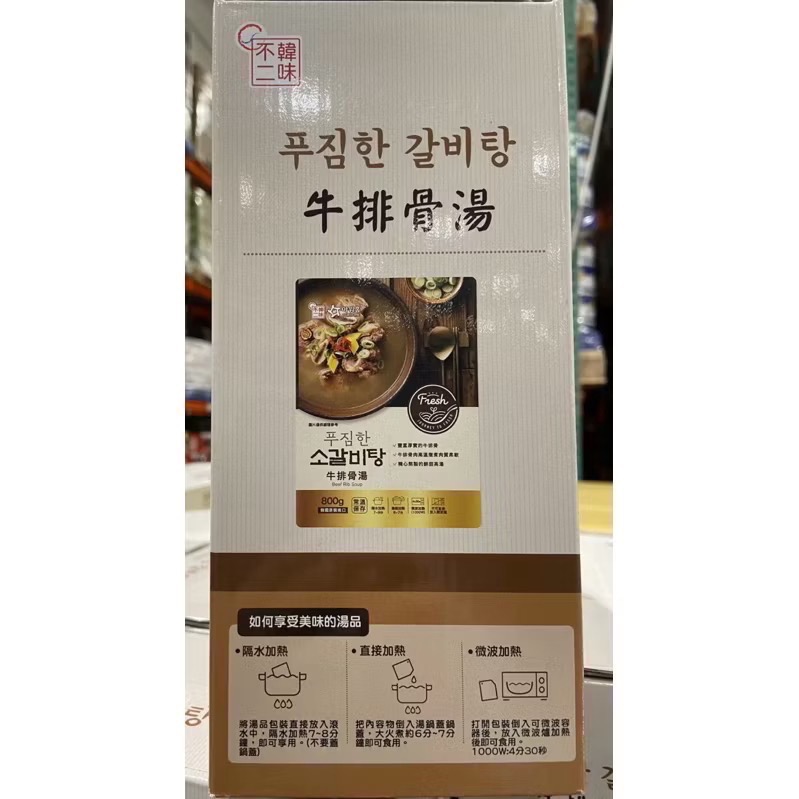 韓味
不二
푸짐한 갈비탕
牛排骨湯
Fresh
푸짐한
소갈비탕
牛排骨湯
Beef Rib Soup
800g
常溫
保存
如何享受美味的湯品
•隔水加熱
將湯品包裝直接放入滾
水中，隔水加熱7~8分
鐘，即可享用。(不要蓋
鍋蓋)
•直接加熱
把內容物倒入湯鍋蓋鍋
蓋，大火煮約6分~7分
鐘即可食用。
•微波加熱
打開包裝倒入可微波容
器後，放入微波爐加熱
後即可食用。
1000W:4分30秒